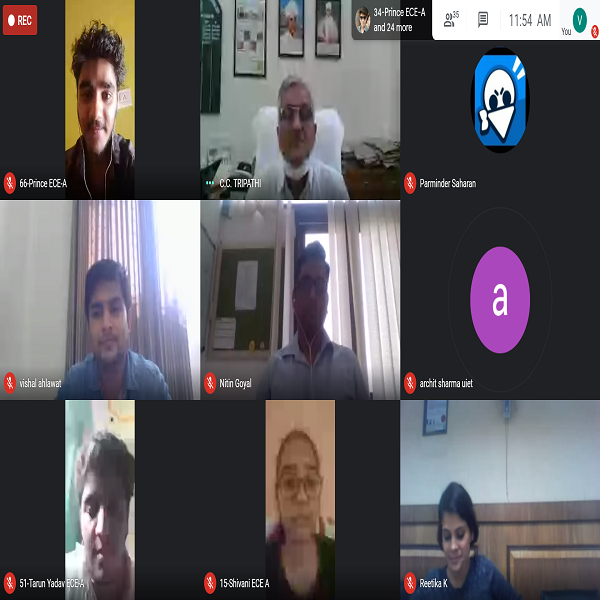 REC
34-Prince ECE-A
and 24 more
35
11:54 AM
You
V
66-Prince ECE-A
C.C. TRIPATHI
Parminder Saharan
a
vishal ahlawat
Nitin Goyal
archit sharma uiet
51-Tarun Yadav ECE-A
15-Shivani ECE A
Reetika K